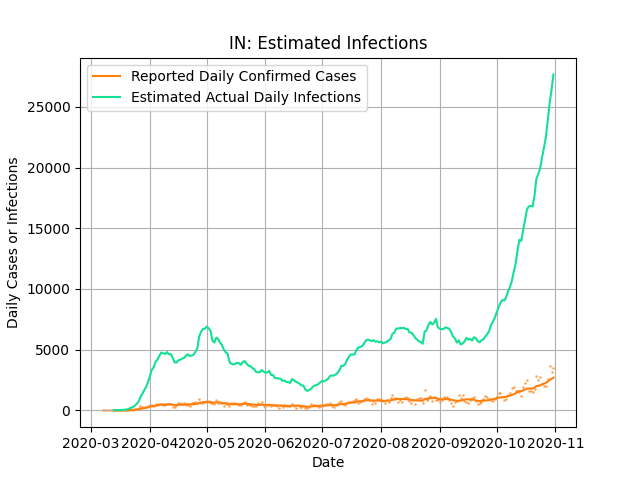 IN: Estimated Infections
Reported Daily Confirmed Cases
Estimated Actual Daily Infections
Daily Cases or Infections
25000
20000
15000
10000
5000
0
2020-03 2020-04 2020-05 2020-06 2020-07 2020-08 2020-09 2020-10 2020-11
Date